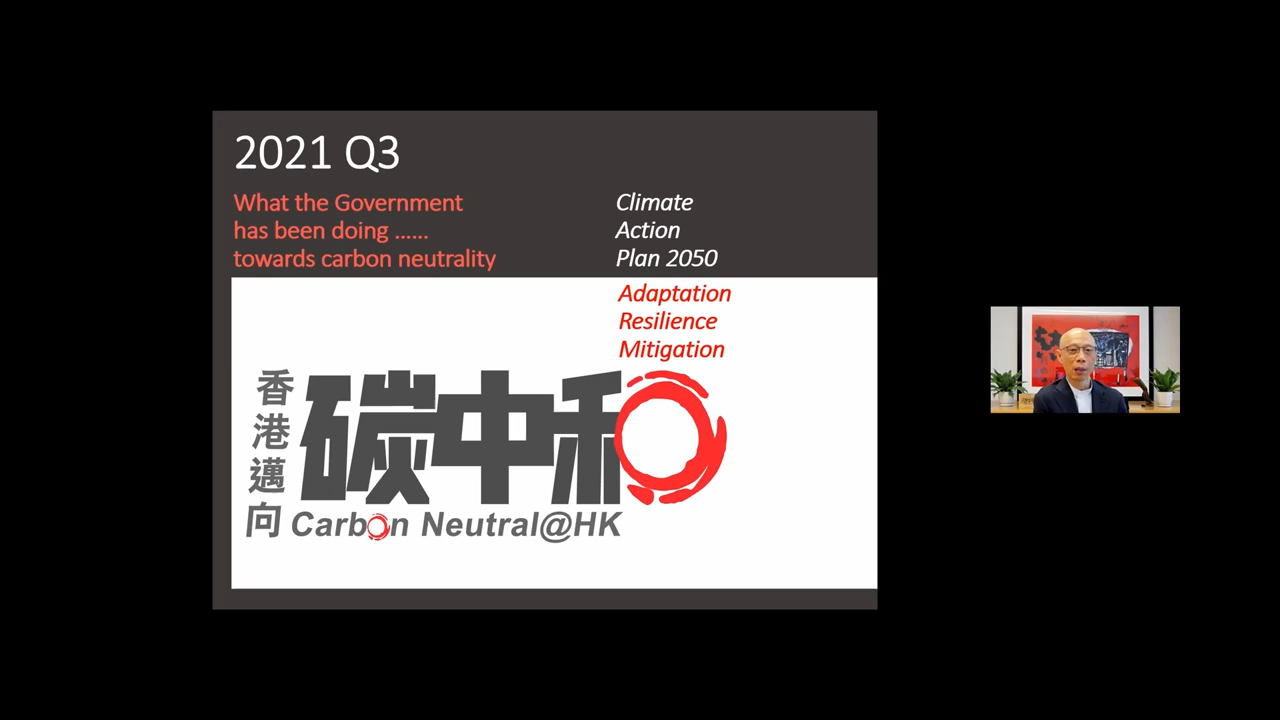 2021 Q3
What the Government
has been doing ......
towards carbon neutrality
Climate
Action
Plan 2050
Adaptation
Resilience
Mitigation
香港邁向
碳中和
Carbon Neutral@HK